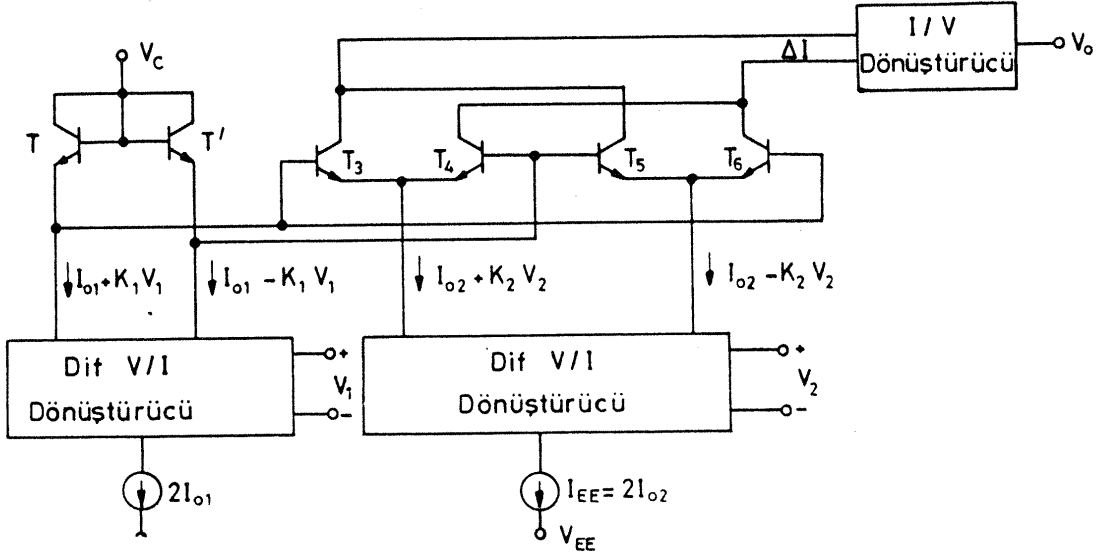 V_C
T
T'
T_3
T_4
T_5
T_6
ΔI
I / V
Dönüştürücü
V_o
I_o1 + K_1 V_1
I_o1 - K_1 V_1
I_o2 + K_2 V_2
I_o2 - K_2 V_2
Dif V/I
Dönüştürücü
+
V_1
-
Dif V/I
Dönüştürücü
+
V_2
-
2I_o1
I_EE = 2I_o2
V_EE